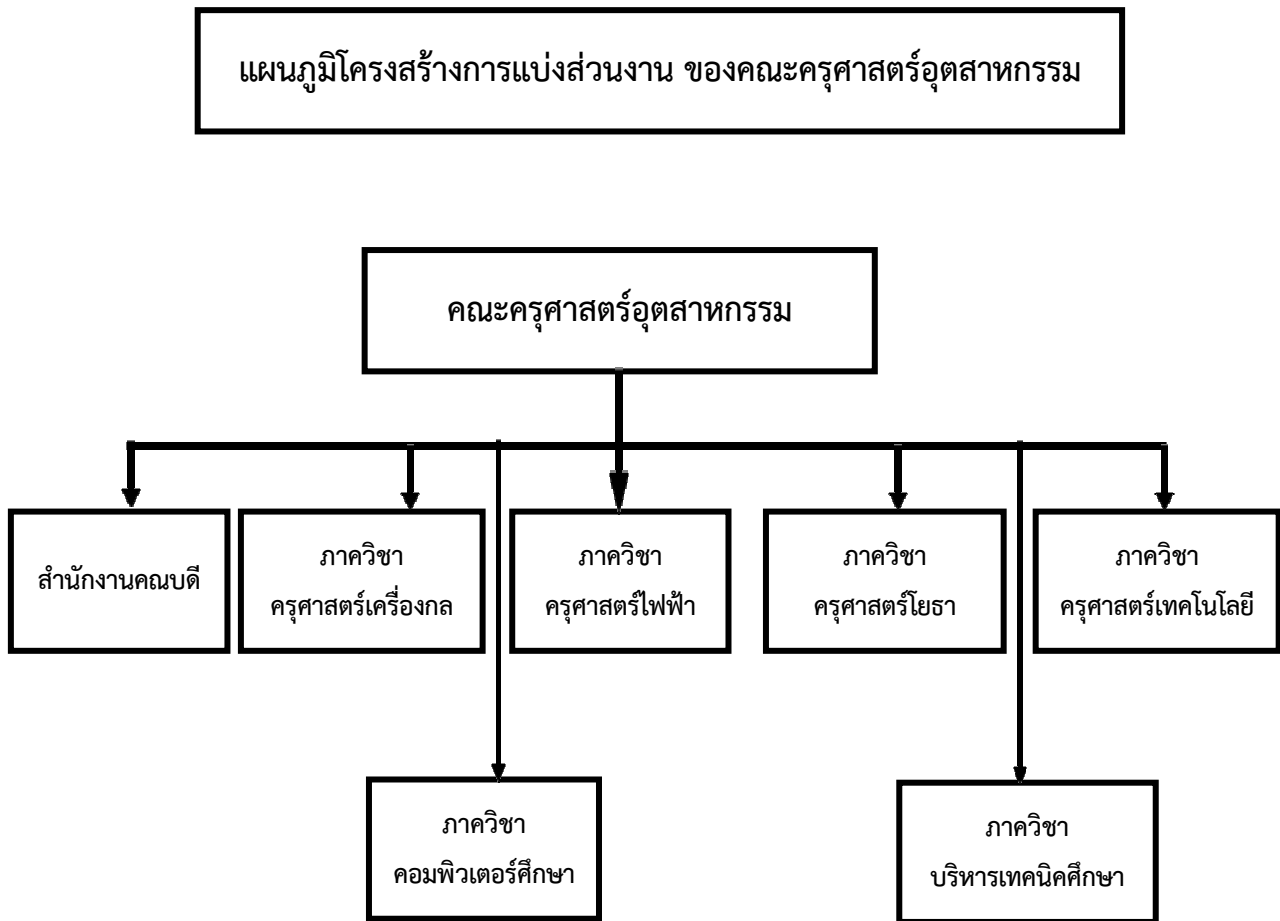 แผนภูมิโครงสร้างการแบ่งส่วนงาน ของคณะครุศาสตร์อุตสาหกรรม
คณะครุศาสตร์อุตสาหกรรม
สำนักงานคณบดี
ภาควิชา
ครุศาสตร์เครื่องกล
ภาควิชา
ครุศาสตร์ไฟฟ้า
ภาควิชา
ครุศาสตร์โยธา
ภาควิชา
ครุศาสตร์เทคโนโลยี
ภาควิชา
คอมพิวเตอร์ศึกษา
ภาควิชา
บริหารเทคนิคศึกษา